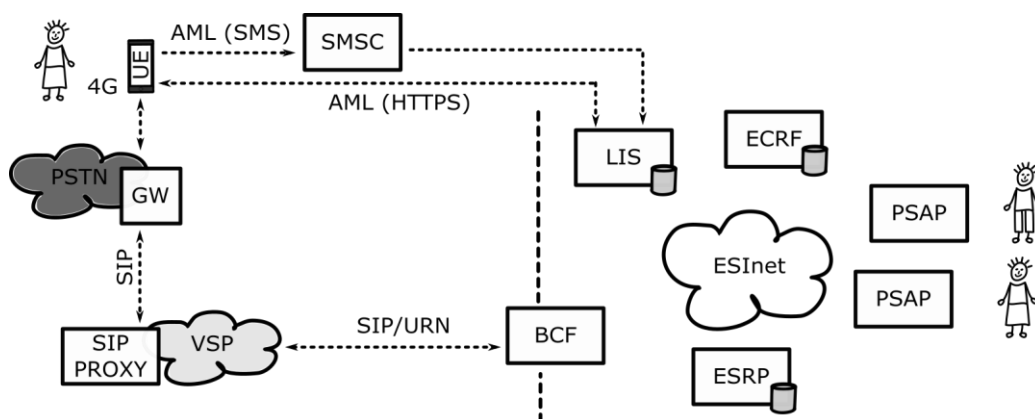 AML (SMS)
SMSC
UE
4G
AML (HTTPS)
LIS
ECRF
PSTN
GW
PSAP
ESInet
SIP
PSAP
SIP
PROXY
VSP
SIP/URN
BCF
ESRP